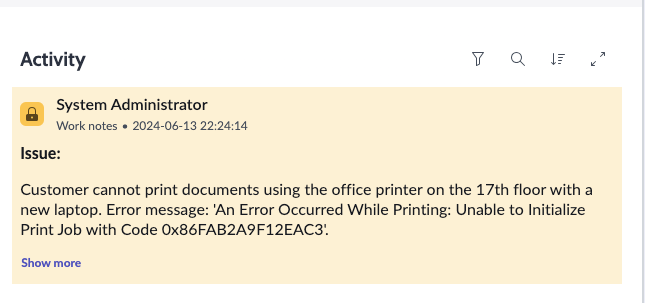 Activity
System Administrator
Work notes • 2024-06-13 22:24:14
Issue:
Customer cannot print documents using the office printer on the 17th floor with a
new laptop. Error message: 'An Error Occurred While Printing: Unable to Initialize
Print Job with Code 0x86FAB2A9F12EAC3'.
Show more